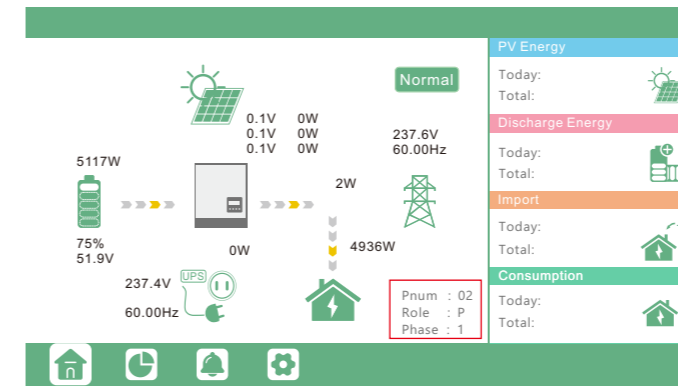 Normal
0.1V 0W
0.1V 0W
0.1V 0W
237.6V
60.00Hz
5117W
2W
75%
51.9V
0W
4936W
237.4V
60.00Hz
UPS
Pnum : 02
Role : P
Phase : 1
PV Energy
Today:
Total:
Discharge Energy
Today:
Total:
Import
Today:
Total:
Consumption
Today:
Total: